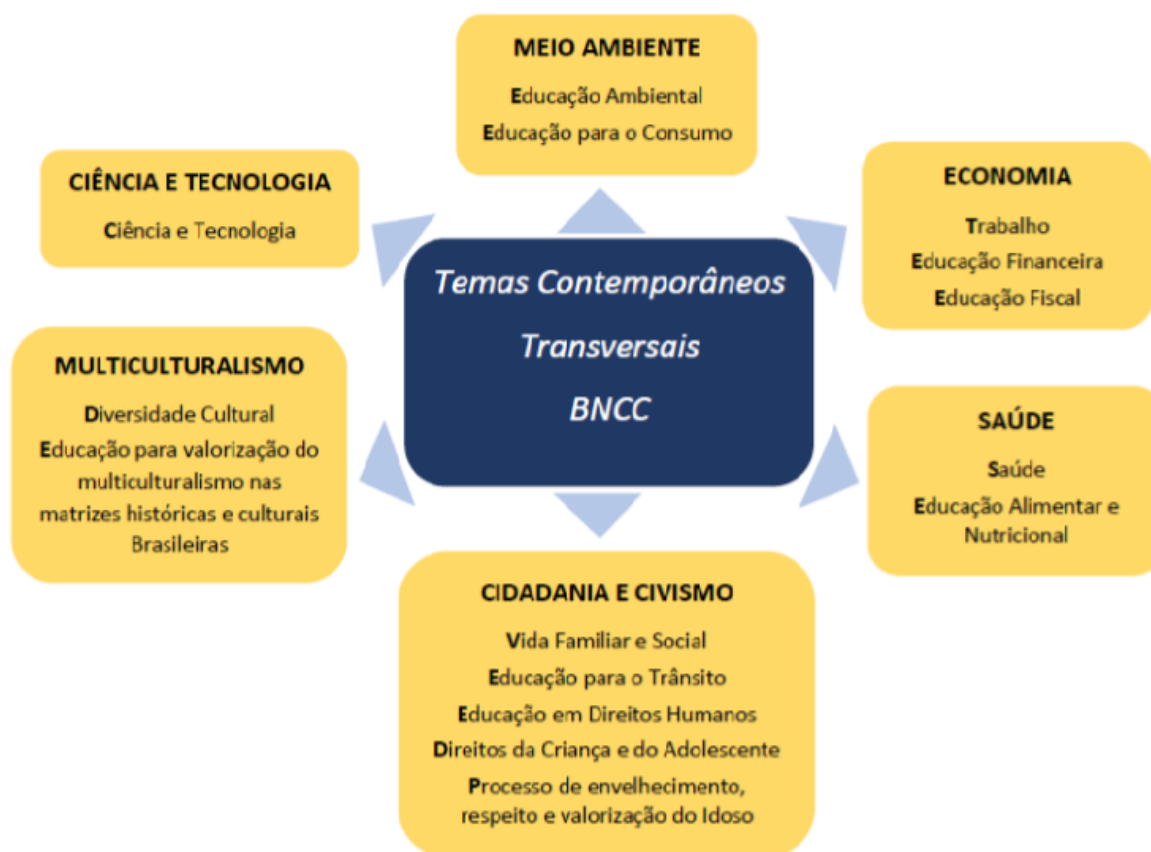 MEIO AMBIENTE
Educação Ambiental
Educação para o Consumo
CIÊNCIA E TECNOLOGIA
Ciência e Tecnologia
ECONOMIA
Trabalho
Educação Financeira
Educação Fiscal
Temas Contemporâneos
Transversais
BNCC
MULTICULTURALISMO
Diversidade Cultural
Educação para valorização do
multiculturalismo nas
matrizes históricas e culturais
Brasileiras
SAÚDE
Saúde
Educação Alimentar e
Nutricional
CIDADANIA E CIVISMO
Vida Familiar e Social
Educação para o Trânsito
Educação em Direitos Humanos
Direitos da Criança e do Adolescente
Processo de envelhecimento,
respeito e valorização do Idoso